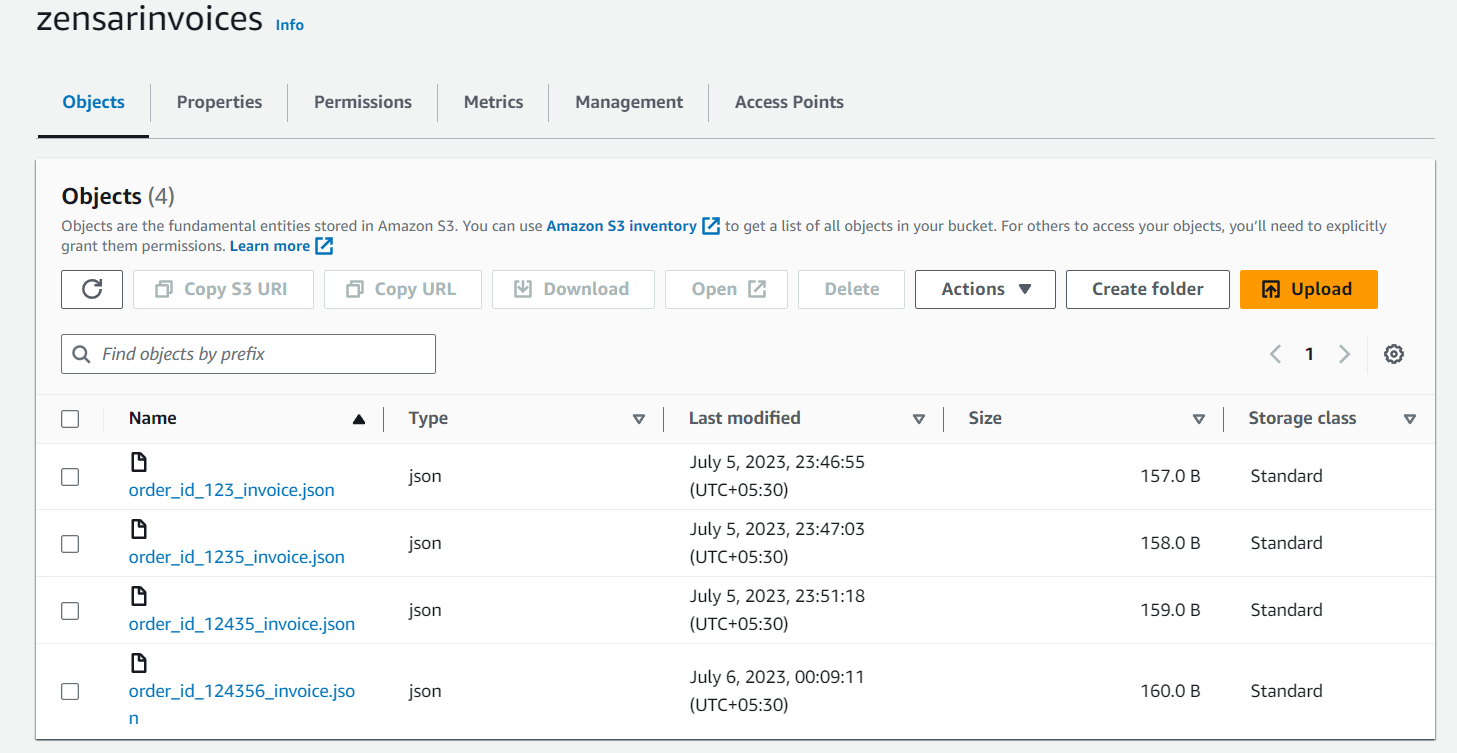 zensarinvoices Info
Objects Properties Permissions Metrics Management Access Points
Objects (4)
Objects are the fundamental entities stored in Amazon S3. You can use Amazon S3 inventory to get a list of all objects in your bucket. For others to access your objects, you'll need to explicitly
grant them permissions. Learn more
Copy S3 URI Copy URL Download Open Delete Actions Create folder Upload
Find objects by prefix 1
Name Type Last modified Size Storage class
order_id_123_invoice.json json July 5, 2023, 23:46:55 (UTC+05:30) 157.0 B Standard
order_id_1235_invoice.json json July 5, 2023, 23:47:03 (UTC+05:30) 158.0 B Standard
order_id_12435_invoice.json json July 5, 2023, 23:51:18 (UTC+05:30) 159.0 B Standard
order_id_124356_invoice.json json July 6, 2023, 00:09:11 (UTC+05:30) 160.0 B Standard